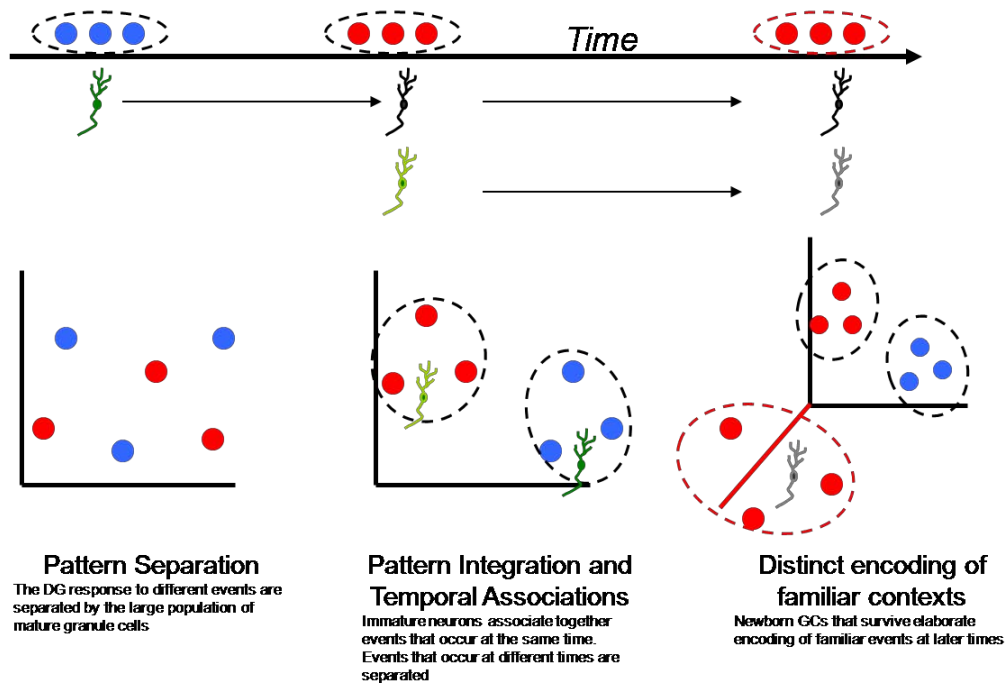 Time
Pattern Separation
The DG response to different events are
separated by the large population of
mature granule cells
Pattern Integration and
Temporal Associations
Immature neurons associate together
events that occur at the same time.
Events that occur at different times are
separated
Distinct encoding of
familiar contexts
Newborn GCs that survive elaborate
encoding of familiar events at later times